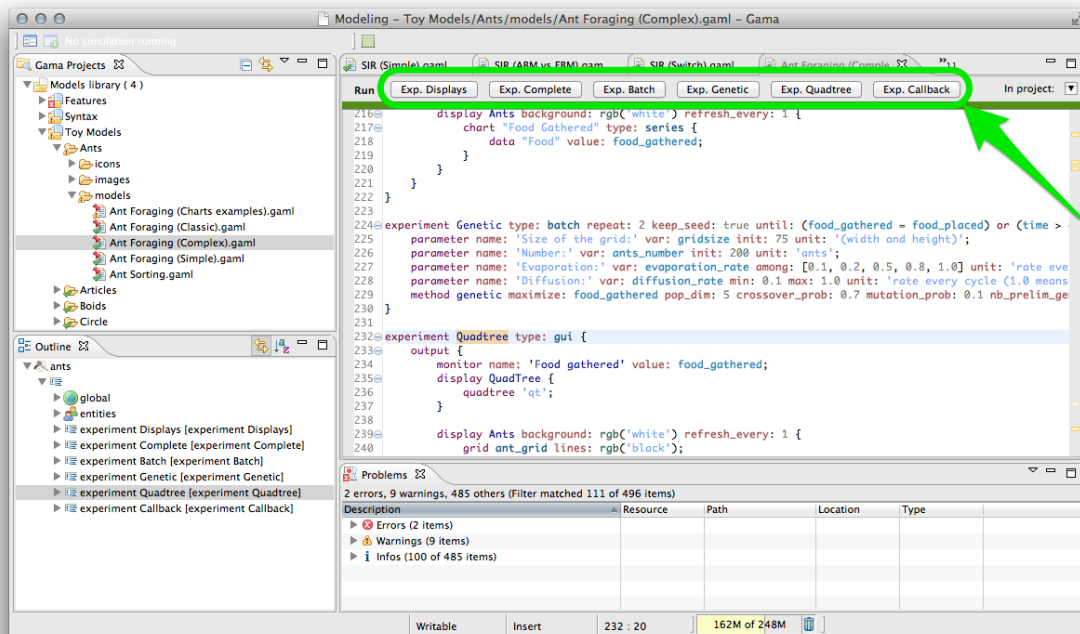 Modeling – Toy Models/Ants/models/Ant Foraging (Complex).gaml – Gama
No simulation running
Gama Projects
Models library ( 4 )
Features
Syntax
Toy Models
Ants
icons
images
models
Ant Foraging (Charts examples).gaml
Ant Foraging (Classic).gaml
Ant Foraging (Complex).gaml
Ant Foraging (Simple).gaml
Ant Sorting.gaml
Articles
Boids
Circle
Outline
ants
global
entities
experiment Displays [experiment Displays]
experiment Complete [experiment Complete]
experiment Batch [experiment Batch]
experiment Genetic [experiment Genetic]
experiment Quadtree [experiment Quadtree]
experiment Callback [experiment Callback]
SIR (Simple).gaml SIR (ABM vs EBM).gam SIR (Switch).gaml Ant Foraging (Comple
Run Exp. Displays Exp. Complete Exp. Batch Exp. Genetic Exp. Quadtree Exp. Callback In project:
216 display Ants background: rgb('white') refresh_every: 1 {
217 chart "Food Gathered" type: series {
218 data "Food" value: food_gathered;
219 }
220 }
221 }
222 }
223
224 experiment Genetic type: batch repeat: 2 keep_seed: true until: (food_gathered = food_placed) or (time >
225 parameter name: 'Size of the grid:' var: gridsize init: 75 unit: '(width and height)';
226 parameter name: 'Number:' var: ants_number init: 200 unit: 'ants';
227 parameter name: 'Evaporation:' var: evaporation_rate among: [0.1, 0.2, 0.5, 0.8, 1.0] unit: 'rate eve
228 parameter name: 'Diffusion:' var: diffusion_rate min: 0.1 max: 1.0 unit: 'rate every cycle (1.0 means
229 method genetic maximize: food_gathered pop_dim: 5 crossover_prob: 0.7 mutation_prob: 0.1 nb_prelim_ge
230 }
231
232 experiment Quadtree type: gui {
233 output {
234 monitor name: 'Food gathered' value: food_gathered;
235 display QuadTree {
236 quadtree 'qt';
237 }
238
239 display Ants background: rgb('white') refresh_every: 1 {
240 grid ant_grid lines: rgb('black');
Problems
2 errors, 9 warnings, 485 others (Filter matched 111 of 496 items)
Description Resource Path Location Type
Errors (2 items)
Warnings (9 items)
Infos (100 of 485 items)
Writable Insert 232 : 20 162M of 248M